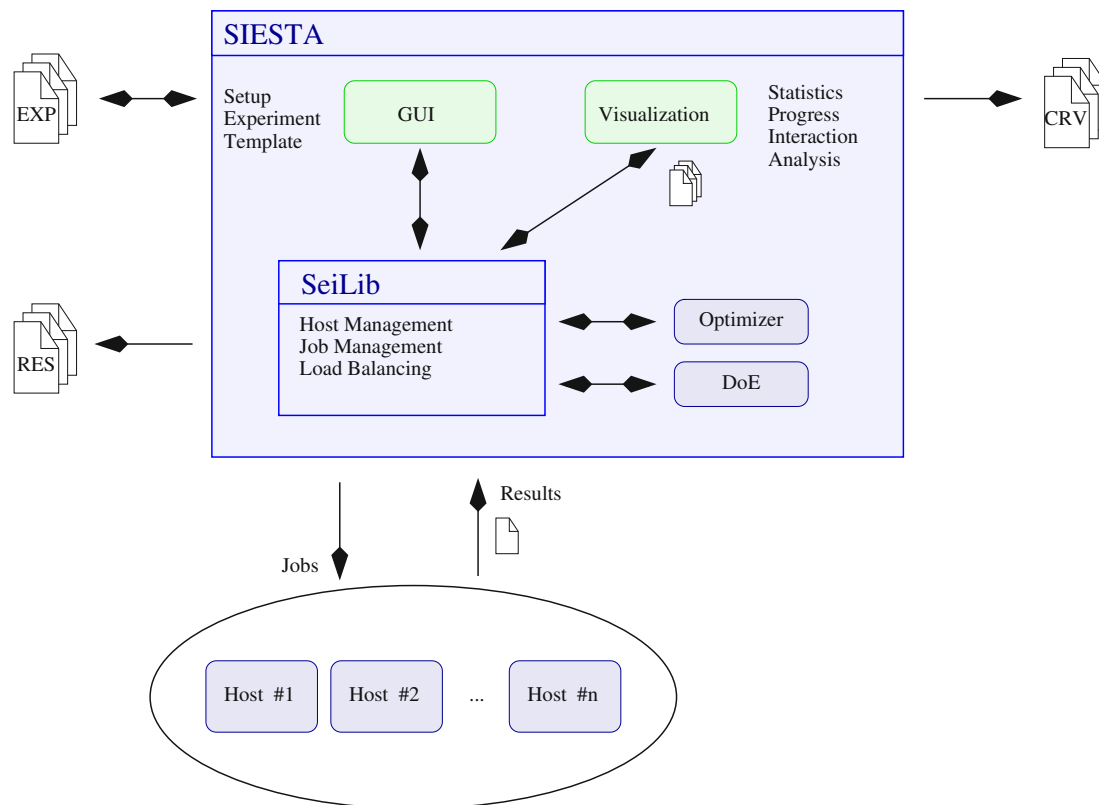 SIESTA
EXP
Setup
Experiment
Template
GUI
Visualization
Statistics
Progress
Interaction
Analysis
CRV
SeiLib
Host Management
Job Management
Load Balancing
Optimizer
DoE
RES
Jobs
Results
Host #1
Host #2
...
Host #n